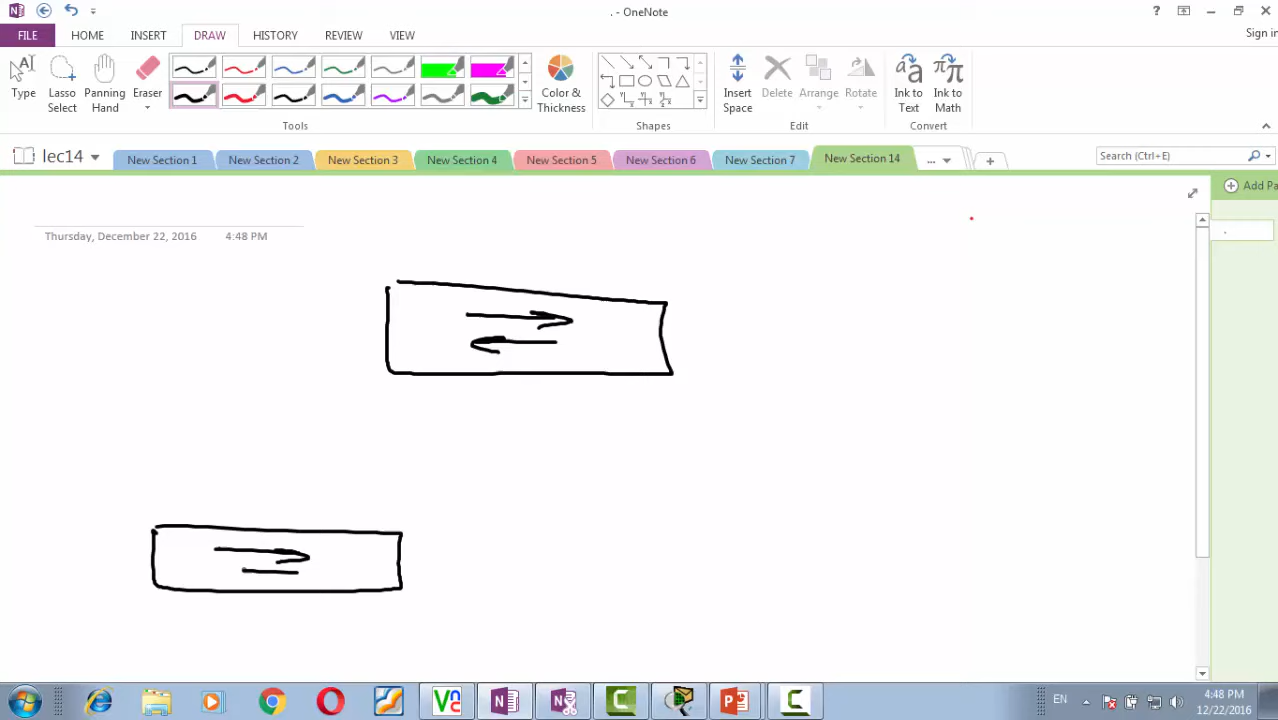 . - OneNote
?
FILE HOME INSERT DRAW HISTORY REVIEW VIEW
Sign in
Type Lasso Select Panning Hand Eraser
Color & Thickness
Insert Space Delete Arrange Rotate
Ink to Text Ink to Math
Tools Shapes Edit Convert
lec14 New Section 1 New Section 2 New Section 3 New Section 4 New Section 5 New Section 6 New Section 7 New Section 14 ... + Search (Ctrl+E)
Add Pa
Thursday, December 22, 2016 4:48 PM
EN
4:48 PM
12/22/2016